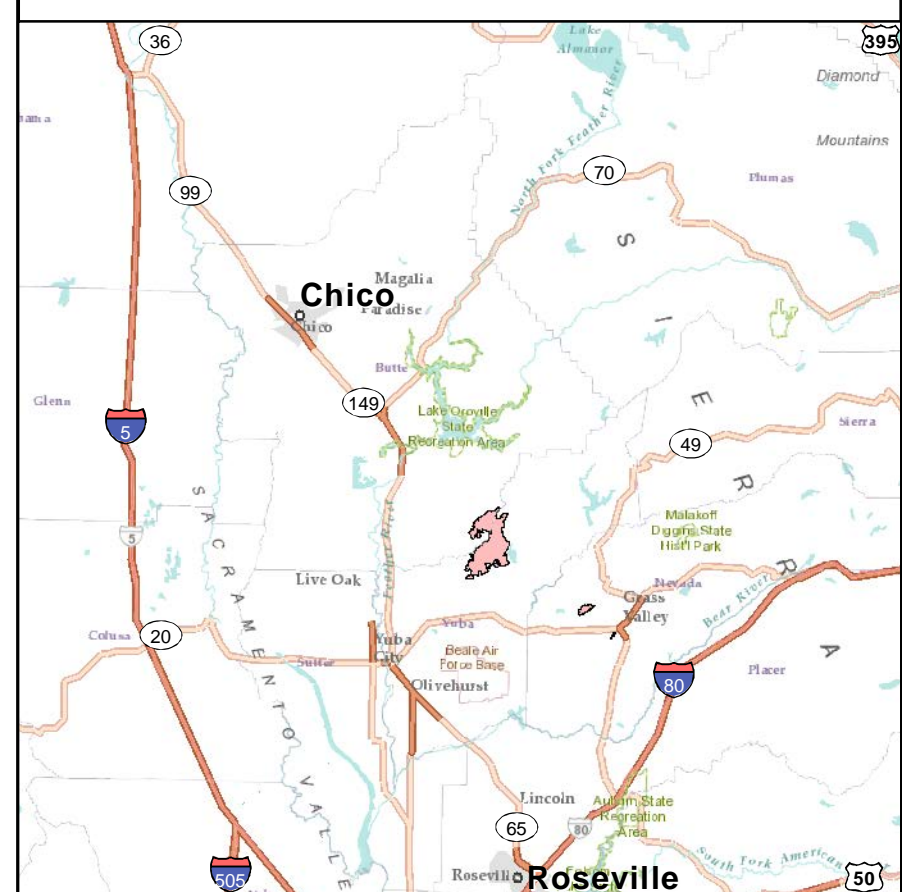 36
Lake
Almanor
395
Diamond
Mountains
North Fork Feather River
70
Plumas
99
Magalia
Chico
Paradise
Chico
Butte
Glenn
149
Lake Oroville
State
Recreation Area
Sierra
5
49
SIERRA
SACRAMENTO VALLE
Malakoff
Diggins State
Hist'l Park
5
Feather River
Live Oak
Nevada
Grass
Valley
Bear River
Colusa
20
Yuba
Yuba
City
Sutter
Beale Air
Force Base
Olivehurst
80
Placer
Lincoln
Auburn State
Recreation
Area
65
80
South Fork American
Roseville
Roseville
505
50